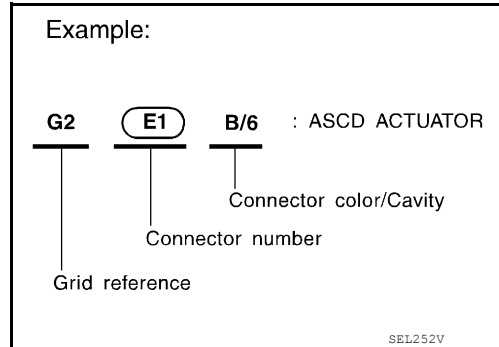 Example:
G2 E1 B/6 : ASCD ACTUATOR
Connector color/Cavity
Connector number
Grid reference
SEL252V